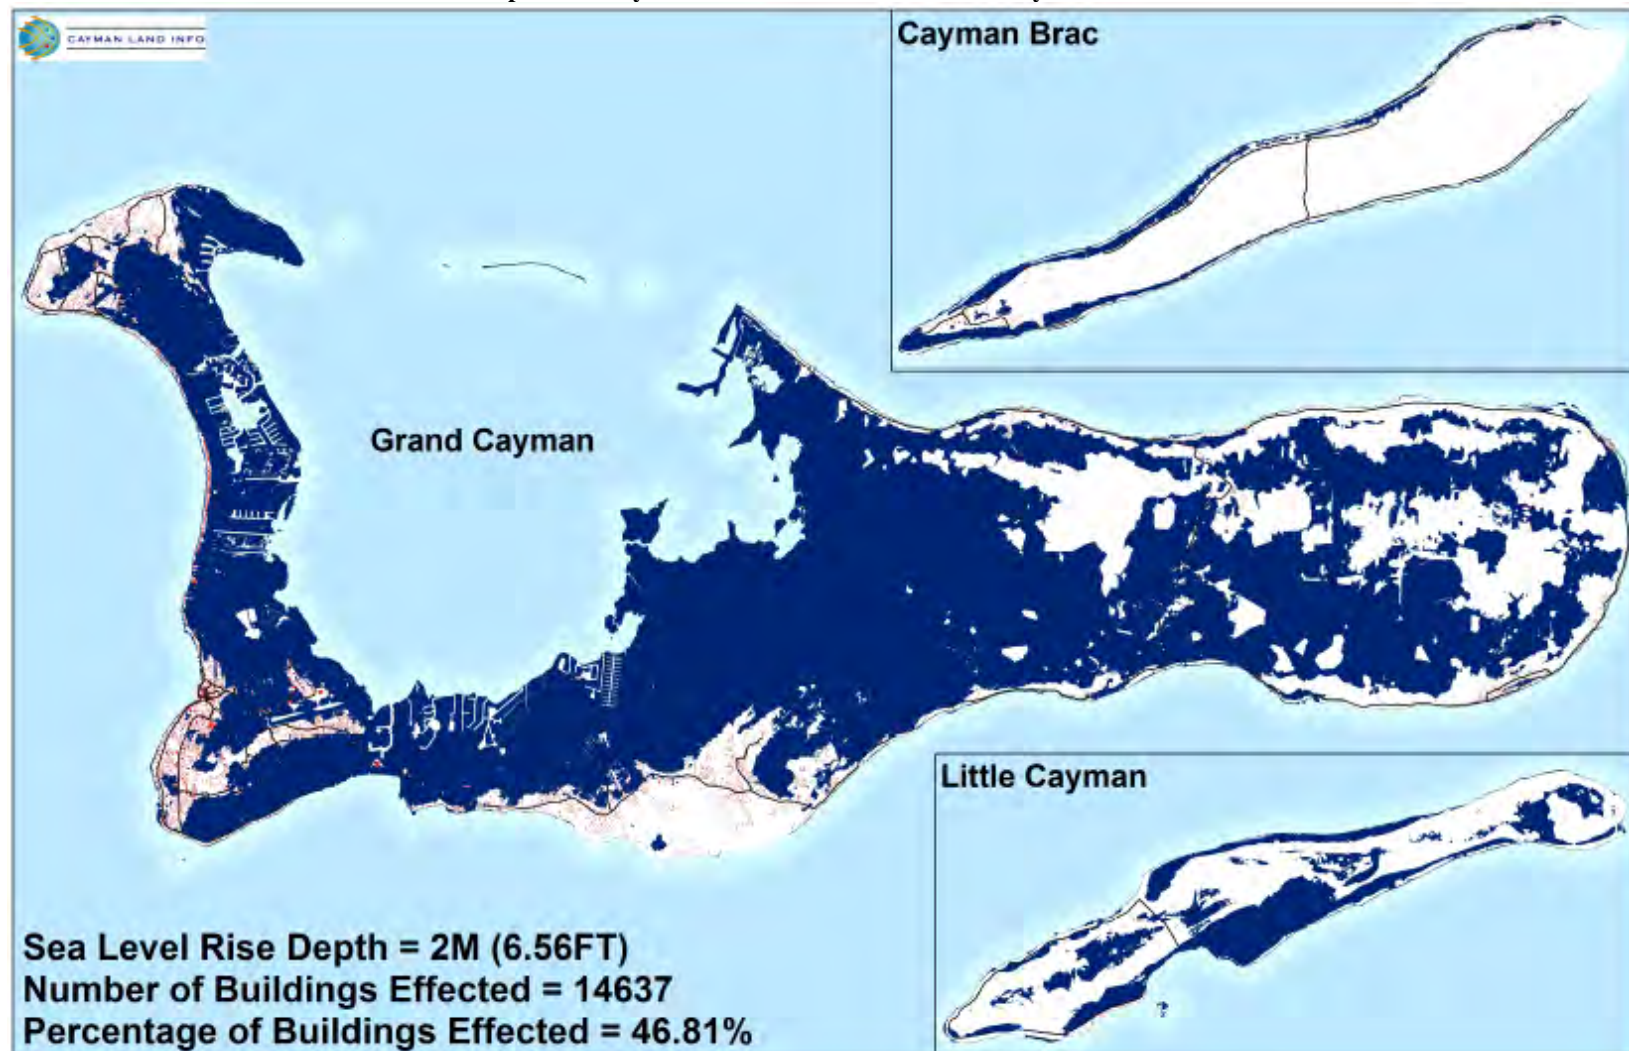 CAYMAN LAND INFO
Cayman Brac
Grand Cayman
Little Cayman
Sea Level Rise Depth = 2M (6.56FT)
Number of Buildings Effected = 14637
Percentage of Buildings Effected = 46.81%